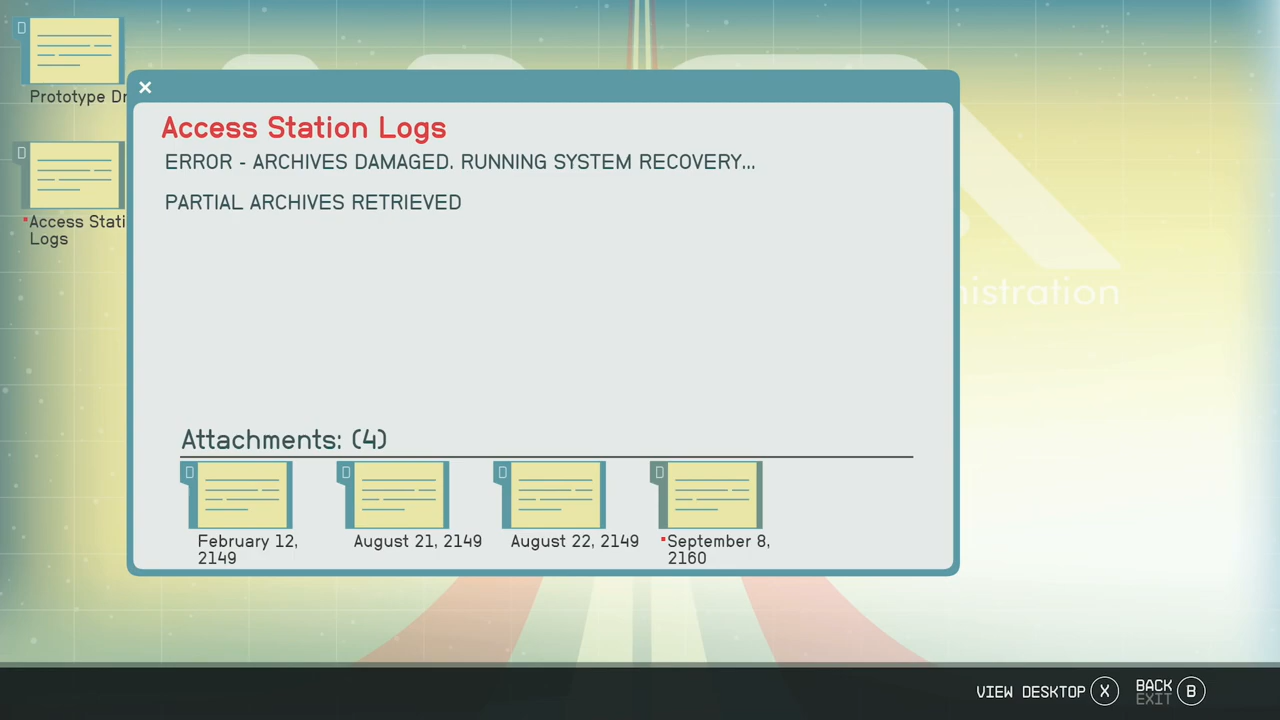 Prototype Dr
Access Stati
Logs
Access Station Logs
ERROR - ARCHIVES DAMAGED. RUNNING SYSTEM RECOVERY...
PARTIAL ARCHIVES RETRIEVED
Attachments: (4)
February 12,
2149
August 21, 2149
August 22, 2149
September 8,
2160
nistration
VIEW DESKTOP X
BACK B
EXIT